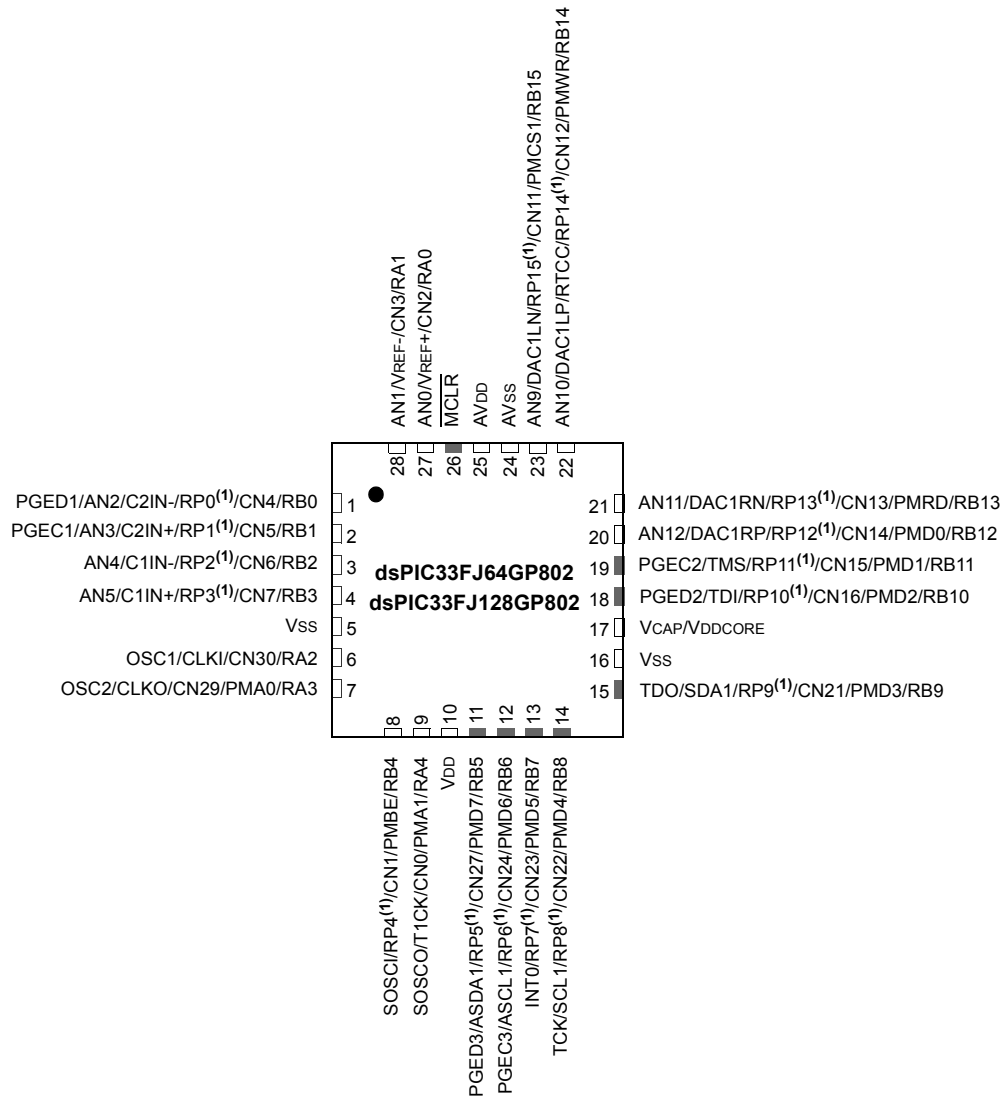 AN1/VREF-/CN3/RA1
AN0/VREF+/CN2/RA0
MCLR
AVDD
AVSS
AN9/DAC1LN/RP15(1)/CN11/PMCS1/RB15
AN10/DAC1LP/RTCC/RP14(1)/CN12/PMWR/RB14
28
27
26
25
24
23
22
PGED1/AN2/C2IN-/RP0(1)/CN4/RB0
1
PGEC1/AN3/C2IN+/RP1(1)/CN5/RB1
2
AN4/C1IN-/RP2(1)/CN6/RB2
3
AN5/C1IN+/RP3(1)/CN7/RB3
4
VSS
5
OSC1/CLKI/CN30/RA2
6
OSC2/CLKO/CN29/PMA0/RA3
7
dsPIC33FJ64GP802
dsPIC33FJ128GP802
21
AN11/DAC1RN/RP13(1)/CN13/PMRD/RB13
20
AN12/DAC1RP/RP12(1)/CN14/PMD0/RB12
19
PGEC2/TMS/RP11(1)/CN15/PMD1/RB11
18
PGED2/TDI/RP10(1)/CN16/PMD2/RB10
17
VCAP/VDDCORE
16
VSS
15
TDO/SDA1/RP9(1)/CN21/PMD3/RB9
8
9
10
11
12
13
14
SOSCI/RP4(1)/CN1/PMBE/RB4
SOSCO/T1CK/CN0/PMA1/RA4
VDD
PGED3/ASDA1/RP5(1)/CN27/PMD7/RB5
PGEC3/ASCL1/RP6(1)/CN24/PMD6/RB6
INT0/RP7(1)/CN23/PMD5/RB7
TCK/SCL1/RP8(1)/CN22/PMD4/RB8